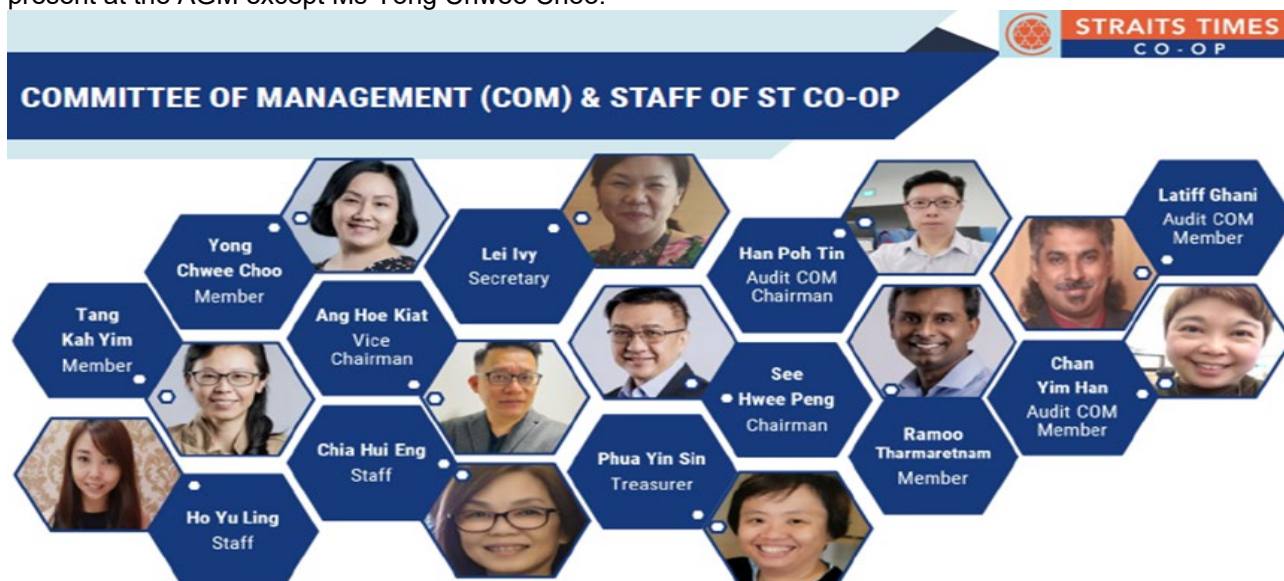 present at the AGM except Ms Yong Chwee Choo.
STRAITS TIMES
CO-OP
COMMITTEE OF MANAGEMENT (COM) & STAFF OF ST CO-OP
Latiff Ghani
Audit COM
Member
Yong
Chwee Choo
Member
Lei Ivy
Secretary
Han Poh Tin
Audit COM
Chairman
Tang
Kah Yim
Member
Ang Hoe Kiat
Vice
Chairman
See
Hwee Peng
Chairman
Chan
Yim Han
Audit COM
Member
Ramoo
Tharmaretnam
Member
Chia Hui Eng
Staff
Phua Yin Sin
Treasurer
Ho Yu Ling
Staff